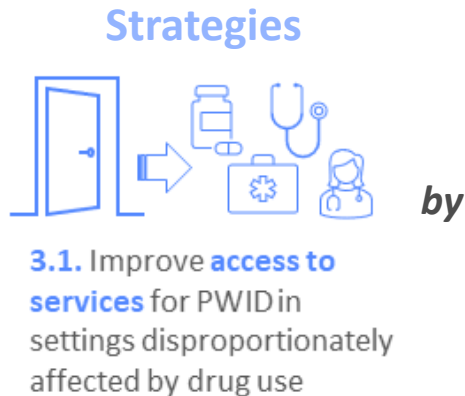 Strategies
by
3.1. Improve access to
services for PWID in
settings disproportionately
affected by drug use